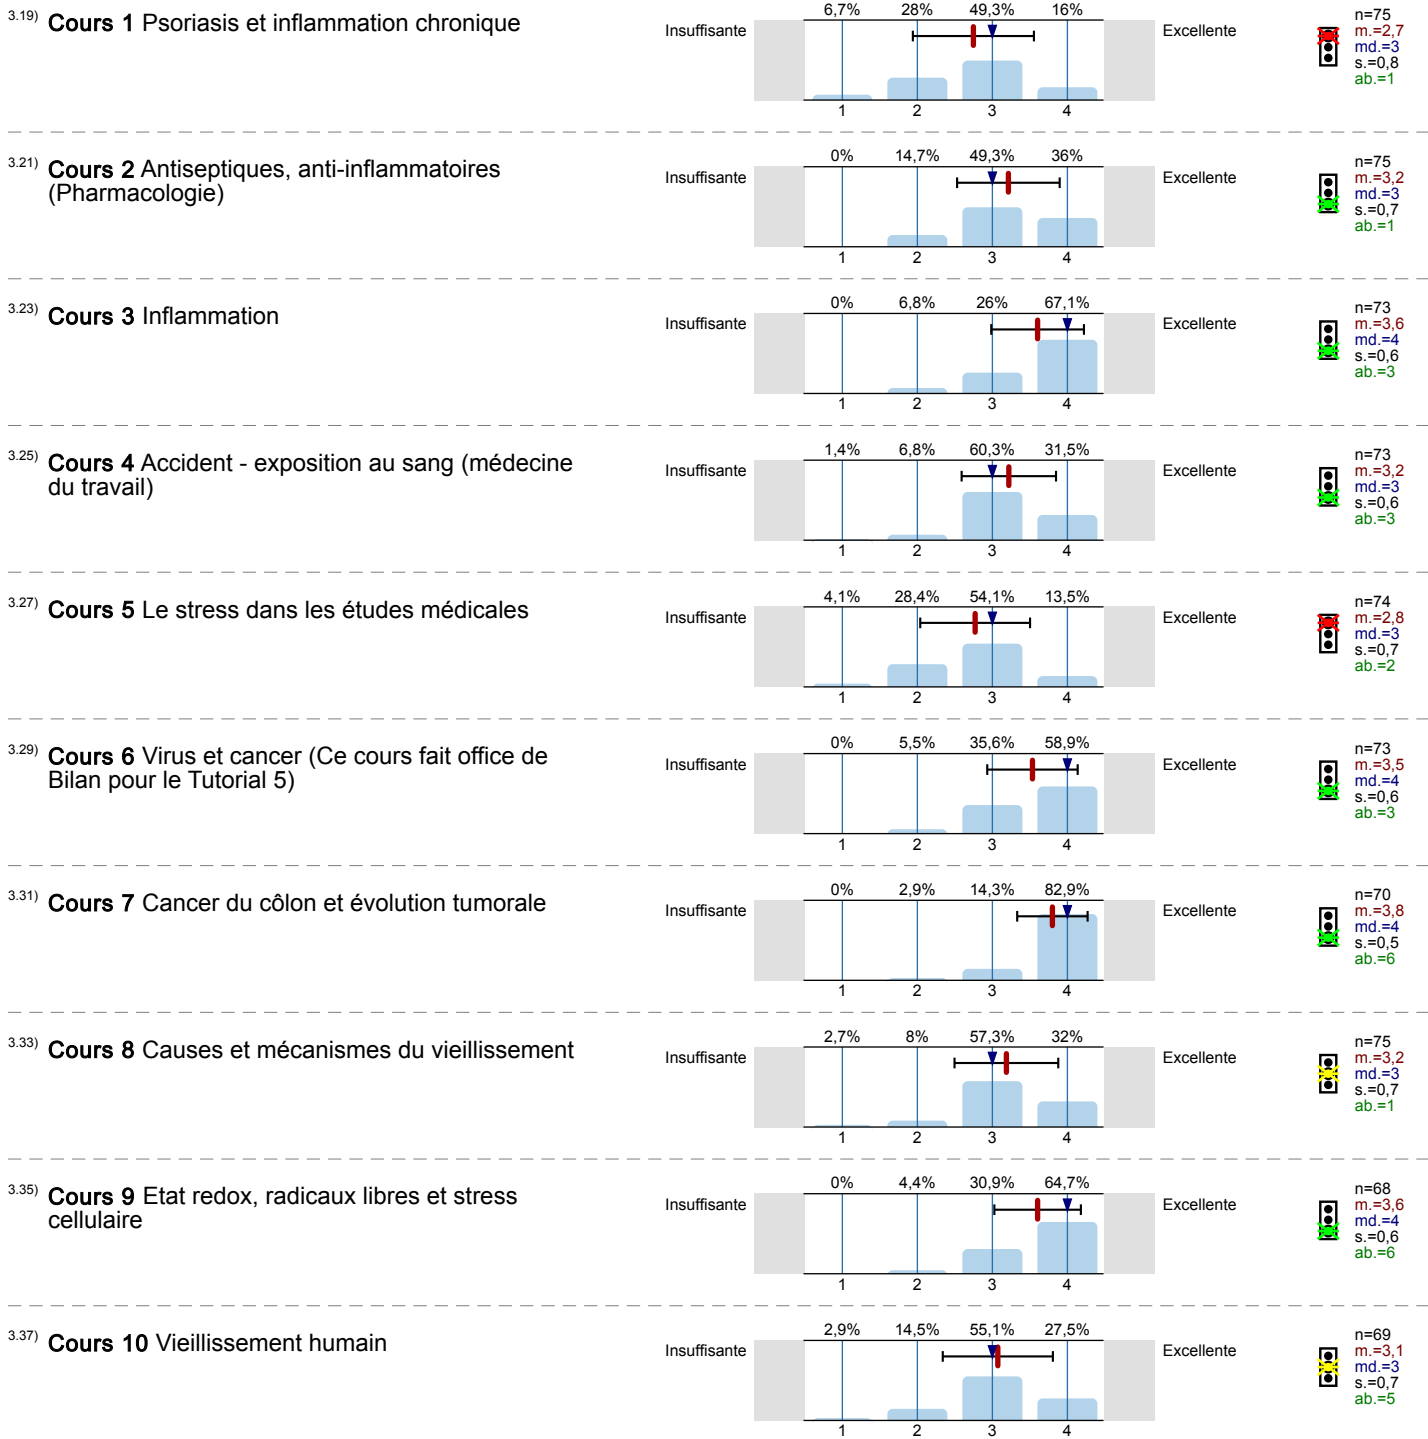 3.19) Cours 1 Psoriasis et inflammation chronique
Insuffisante
6,7% 28% 49,3% 16%
1 2 3 4
Excellente
n=75
m.=2,7
md.=3
s.=0,8
ab.=1
3.21) Cours 2 Antiseptiques, anti-inflammatoires
(Pharmacologie)
Insuffisante
0% 14,7% 49,3% 36%
1 2 3 4
Excellente
n=75
m.=3,2
md.=3
s.=0,7
ab.=1
3.23) Cours 3 Inflammation
Insuffisante
0% 6,8% 26% 67,1%
1 2 3 4
Excellente
n=73
m.=3,6
md.=4
s.=0,6
ab.=3
3.25) Cours 4 Accident - exposition au sang (médecine
du travail)
Insuffisante
1,4% 6,8% 60,3% 31,5%
1 2 3 4
Excellente
n=73
m.=3,2
md.=3
s.=0,6
ab.=3
3.27) Cours 5 Le stress dans les études médicales
Insuffisante
4,1% 28,4% 54,1% 13,5%
1 2 3 4
Excellente
n=74
m.=2,8
md.=3
s.=0,7
ab.=2
3.29) Cours 6 Virus et cancer (Ce cours fait office de
Bilan pour le Tutorial 5)
Insuffisante
0% 5,5% 35,6% 58,9%
1 2 3 4
Excellente
n=73
m.=3,5
md.=4
s.=0,6
ab.=3
3.31) Cours 7 Cancer du côlon et évolution tumorale
Insuffisante
0% 2,9% 14,3% 82,9%
1 2 3 4
Excellente
n=70
m.=3,8
md.=4
s.=0,5
ab.=6
3.33) Cours 8 Causes et mécanismes du vieillissement
Insuffisante
2,7% 8% 57,3% 32%
1 2 3 4
Excellente
n=75
m.=3,2
md.=3
s.=0,7
ab.=1
3.35) Cours 9 Etat redox, radicaux libres et stress
cellulaire
Insuffisante
0% 4,4% 30,9% 64,7%
1 2 3 4
Excellente
n=68
m.=3,6
md.=4
s.=0,6
ab.=6
3.37) Cours 10 Vieillissement humain
Insuffisante
2,9% 14,5% 55,1% 27,5%
1 2 3 4
Excellente
n=69
m.=3,1
md.=3
s.=0,7
ab.=5